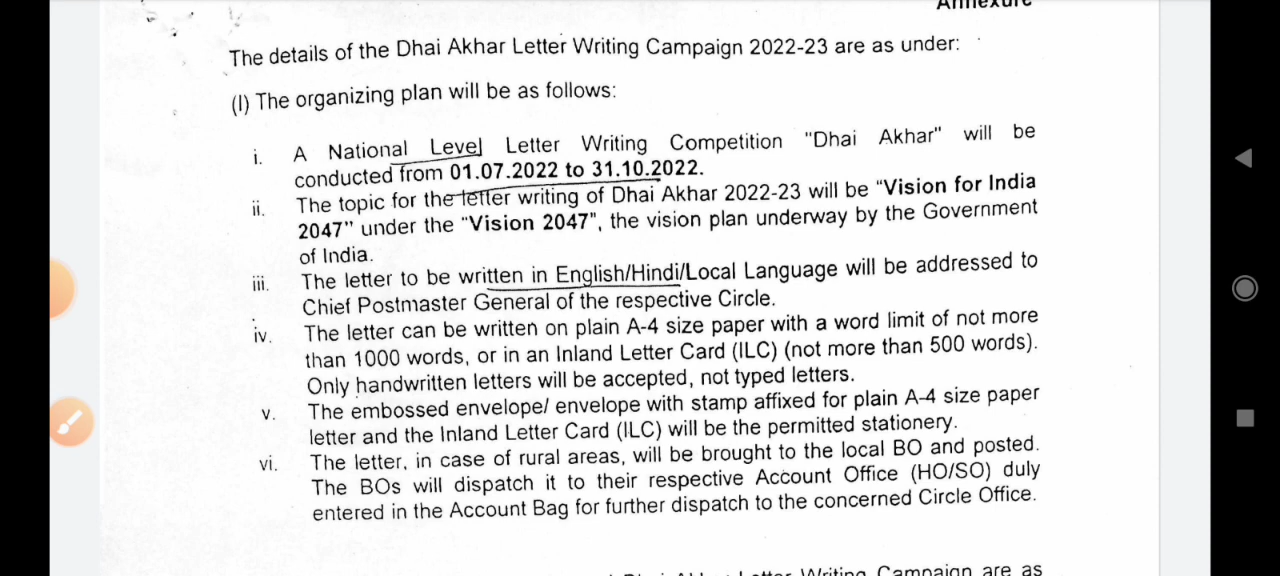 Annexure
The details of the Dhai Akhar Letter Writing Campaign 2022-23 are as under:
(I) The organizing plan will be as follows:
i. A National Level Letter Writing Competition "Dhai Akhar" will be
conducted from 01.07.2022 to 31.10.2022.
ii. The topic for the letter writing of Dhai Akhar 2022-23 will be "Vision for India
2047" under the "Vision 2047", the vision plan underway by the Government
of India.
iii. The letter to be written in English/Hindi/Local Language will be addressed to
Chief Postmaster General of the respective Circle.
iv. The letter can be written on plain A-4 size paper with a word limit of not more
than 1000 words, or in an Inland Letter Card (ILC) (not more than 500 words).
Only handwritten letters will be accepted, not typed letters.
v. The embossed envelope/ envelope with stamp affixed for plain A-4 size paper
letter and the Inland Letter Card (ILC) will be the permitted stationery.
vi. The letter, in case of rural areas, will be brought to the local BO and posted.
The BOs will dispatch it to their respective Account Office (HO/SO) duly
entered in the Account Bag for further dispatch to the concerned Circle Office.
Dhai Akhar Letter Writing Campaign are as